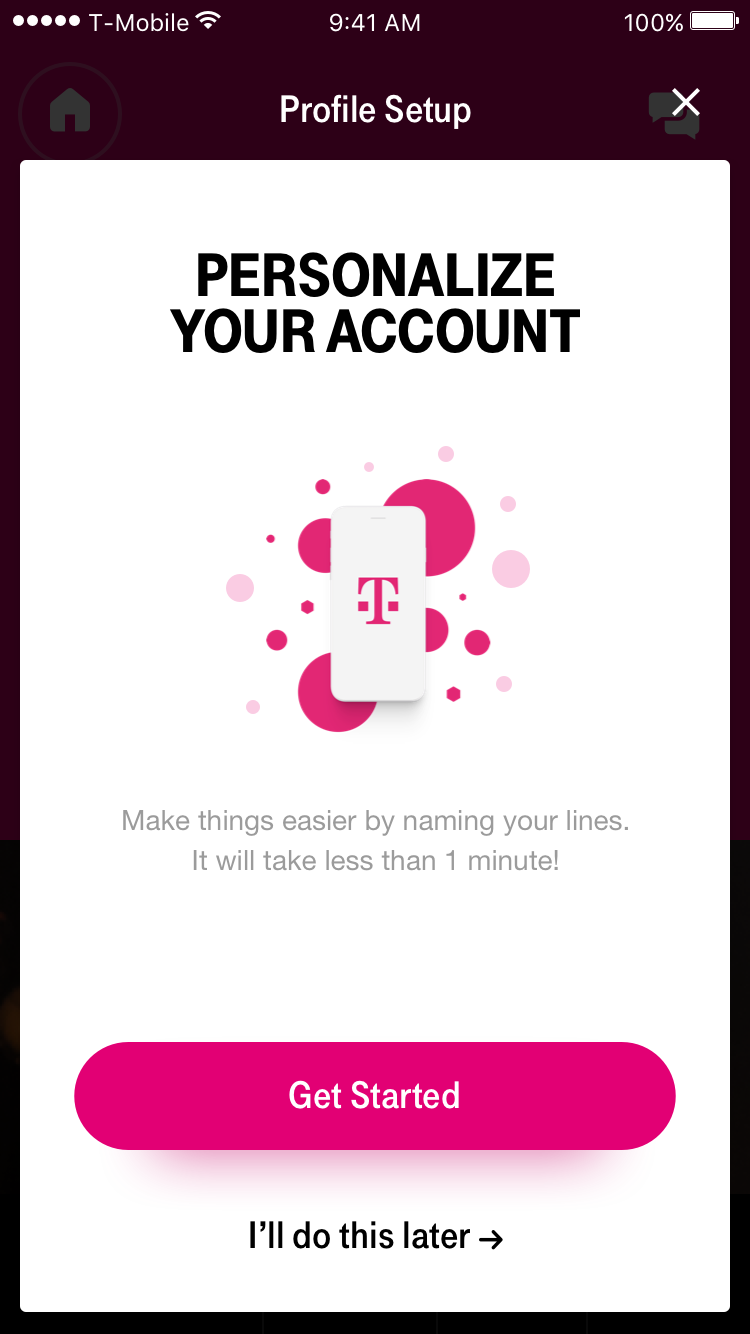 T-Mobile 9:41 AM 100%
Profile Setup
PERSONALIZE
YOUR ACCOUNT
T
Make things easier by naming your lines.
It will take less than 1 minute!
Get Started
I’ll do this later →